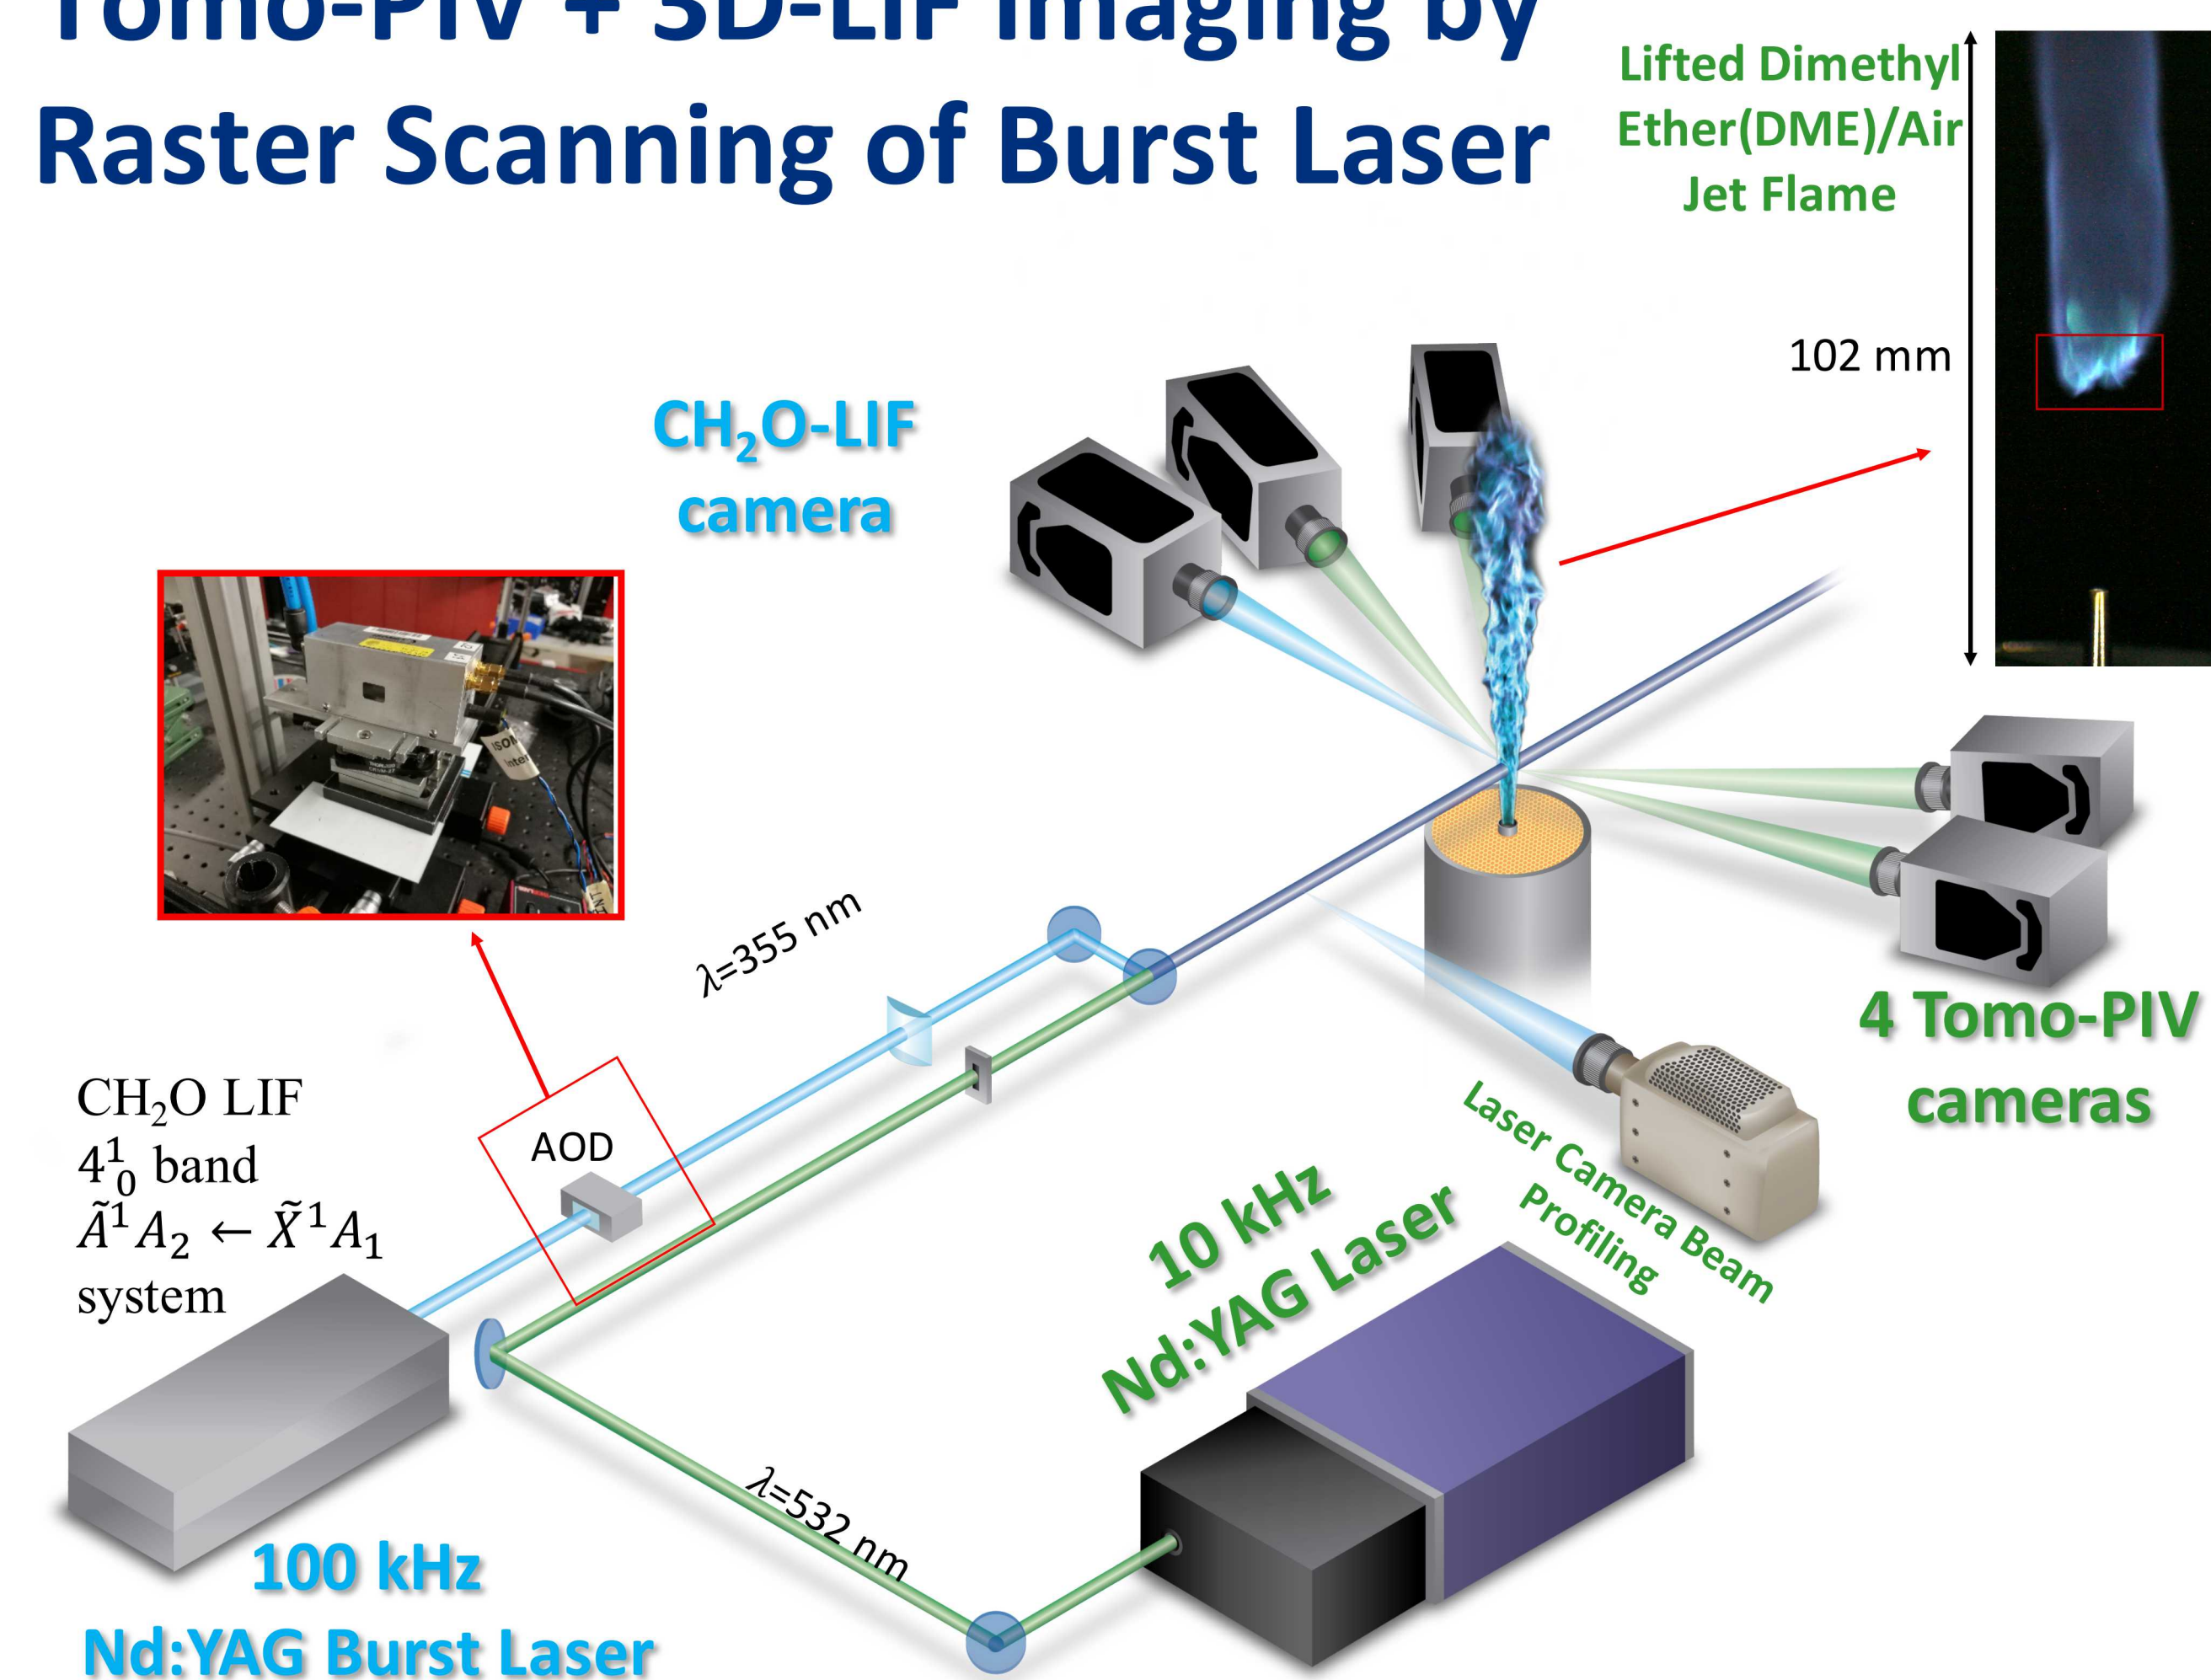 Tomo-PIV + 3D-LIF Imaging by
Raster Scanning of Burst Laser
Lifted Dimethyl
Ether(DME)/Air
Jet Flame
102 mm
CH₂O-LIF
camera
λ=355 nm
4 Tomo-PIV
cameras
CH₂O LIF
4¹₀ band
Ã¹A₂ ← X̃¹A₁
system
AOD
Laser Camera Beam
Profiling
10 kHz
Nd:YAG Laser
λ=532 nm
100 kHz
Nd:YAG Burst Laser